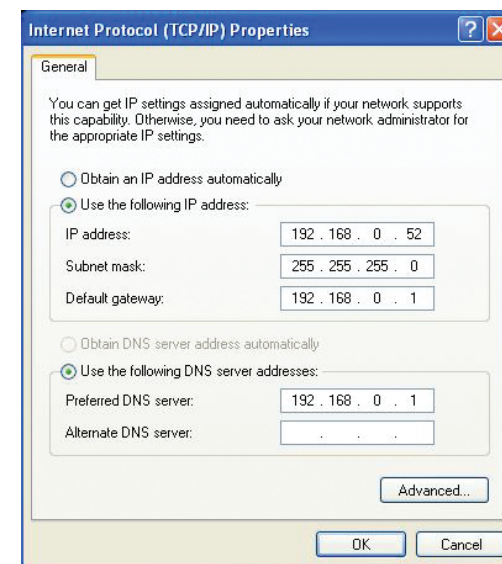 Internet Protocol (TCP/IP) Properties
General
You can get IP settings assigned automatically if your network supports
this capability. Otherwise, you need to ask your network administrator for
the appropriate IP settings.
Obtain an IP address automatically
Use the following IP address:
IP address: 192 . 168 . 0 . 52
Subnet mask: 255 . 255 . 255 . 0
Default gateway: 192 . 168 . 0 . 1
Obtain DNS server address automatically
Use the following DNS server addresses:
Preferred DNS server: 192 . 168 . 0 . 1
Alternate DNS server: . . .
Advanced...
OK Cancel